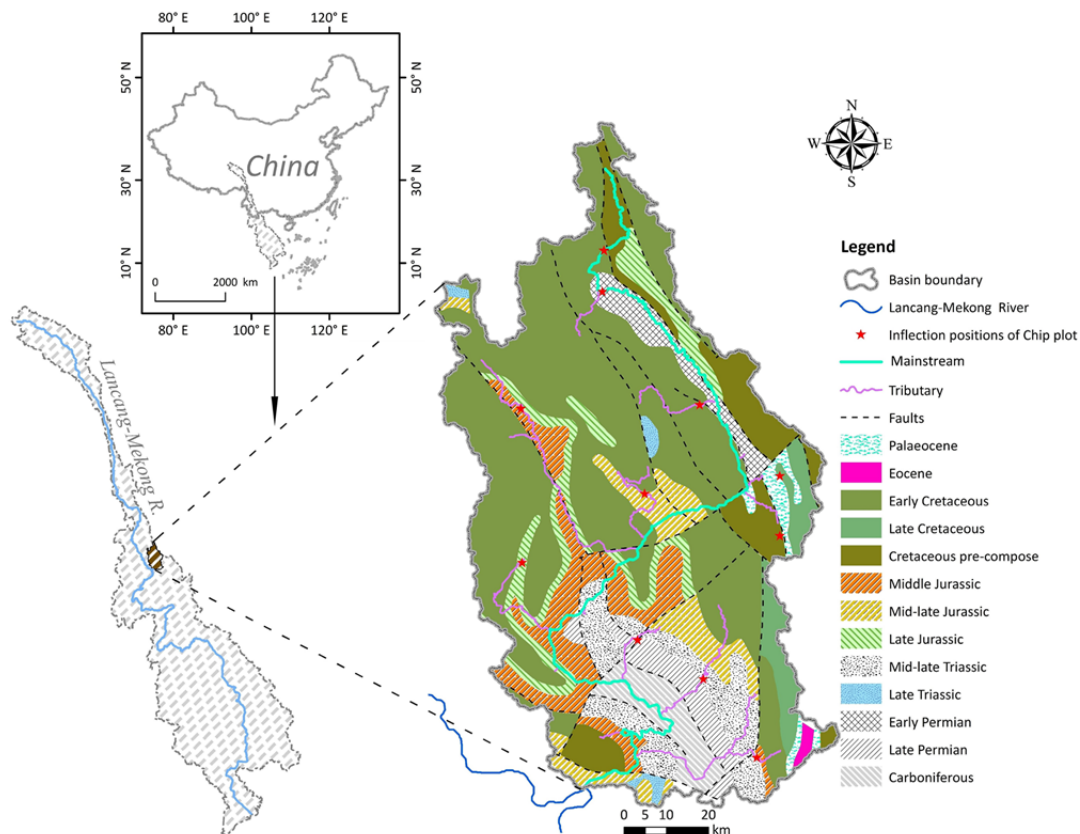 80° E 100° E 120° E
50° N
30° N
10° N
China
50° N
30° N
10° N
0 2000 km
80° E 100° E 120° E
Lancang-Mekong R.
N
W E
S
Legend
Basin boundary
Lancang-Mekong River
Inflection positions of Chip plot
Mainstream
Tributary
Faults
Palaeocene
Eocene
Early Cretaceous
Late Cretaceous
Cretaceous pre-compose
Middle Jurassic
Mid-late Jurassic
Late Jurassic
Mid-late Triassic
Late Triassic
Early Permian
Late Permian
Carboniferous
0 5 10 20
km